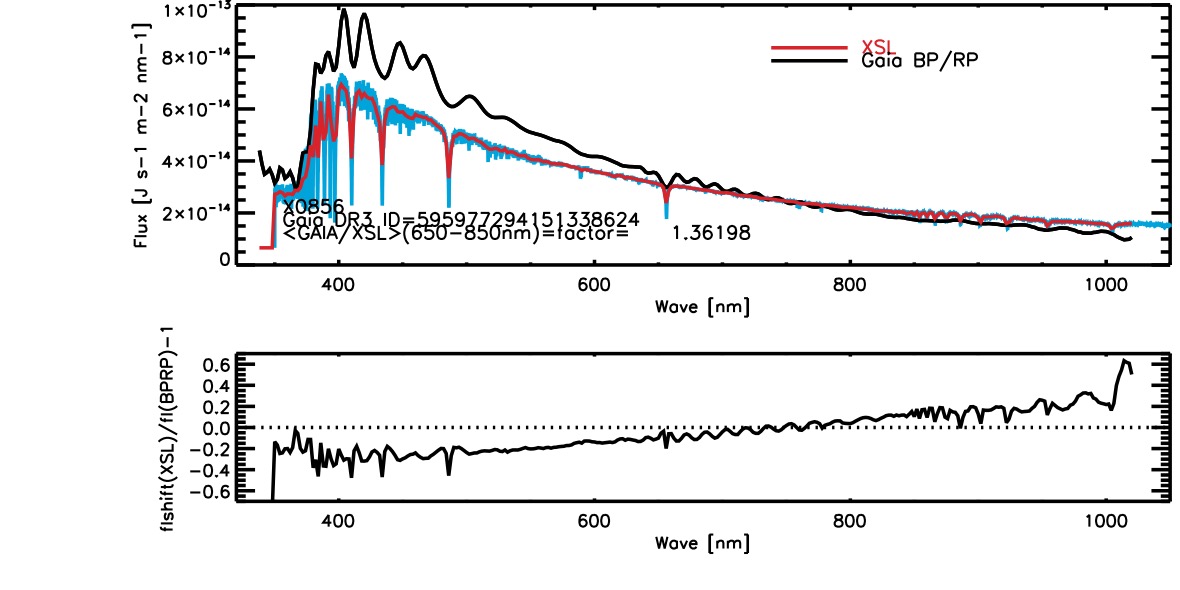 1×10−13
8×10−14
6×10−14
4×10−14
2×10−14
0
Flux [J s−1 m−2 nm−1]
XSL
Gaia BP/RP
X0856
Gaia DR3 ID=5959772941513386​24
<GAIA/XSL>(650−850nm)=factor= 1.36198
400 600 800 1000
Wave [nm]
flshift(XSL)/fl(BPRP)−1
0.6
0.4
0.2
0.0
−0.2
−0.4
−0.6
400 600 800 1000
Wave [nm]